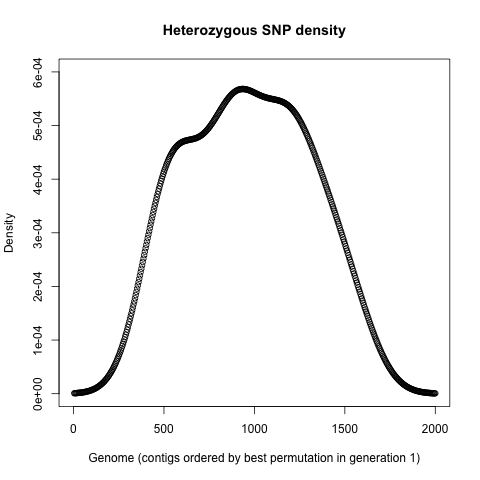 Heterozygous SNP density
Density
6e-04
5e-04
4e-04
3e-04
2e-04
1e-04
0e+00
0 500 1000 1500 2000
Genome (contigs ordered by best permutation in generation 1)